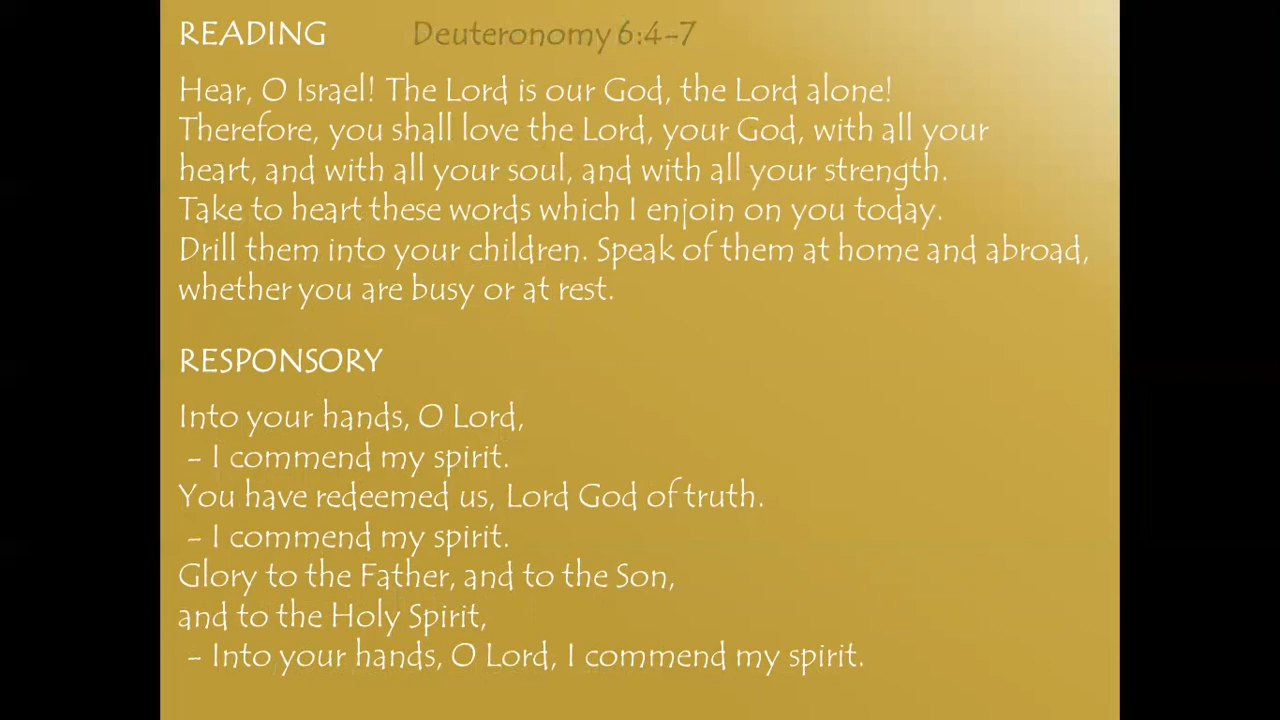 READING Deuteronomy 6:4-7
Hear, O Israel! The Lord is our God, the Lord alone!
Therefore, you shall love the Lord, your God, with all your
heart, and with all your soul, and with all your strength.
Take to heart these words which I enjoin on you today.
Drill them into your children. Speak of them at home and abroad,
whether you are busy or at rest.
RESPONSORY
Into your hands, O Lord,
– I commend my spirit.
You have redeemed us, Lord God of truth.
– I commend my spirit.
Glory to the Father, and to the Son,
and to the Holy Spirit,
– Into your hands, O Lord, I commend my spirit.